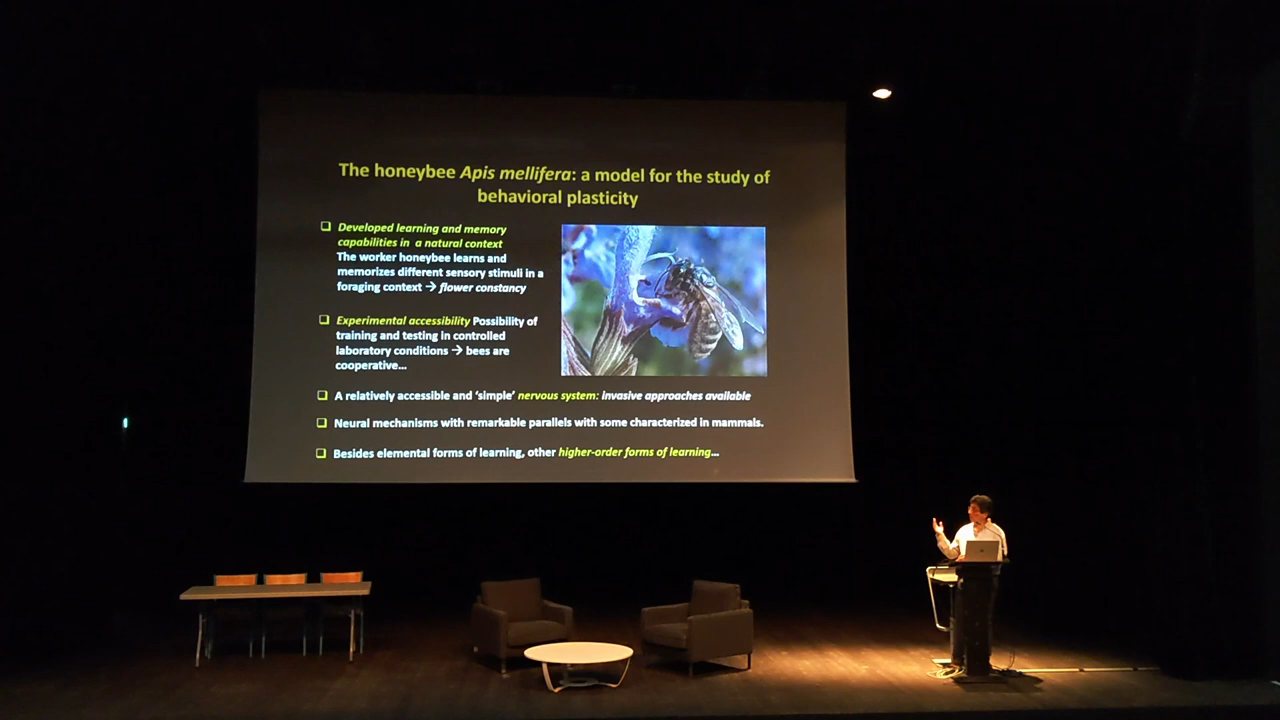 The honeybee Apis mellifera: a model for the study of
behavioral plasticity
❑ Developed learning and memory
capabilities in a natural context
The worker honeybee learns and
memorizes different sensory stimuli in a
foraging context → flower constancy
❑ Experimental accessibility Possibility of
training and testing in controlled
laboratory conditions → bees are
cooperative...
❑ A relatively accessible and ‘simple’ nervous system: invasive approaches available
❑ Neural mechanisms with remarkable parallels with some characterized in mammals.
❑ Besides elemental forms of learning, other higher-order forms of learning...